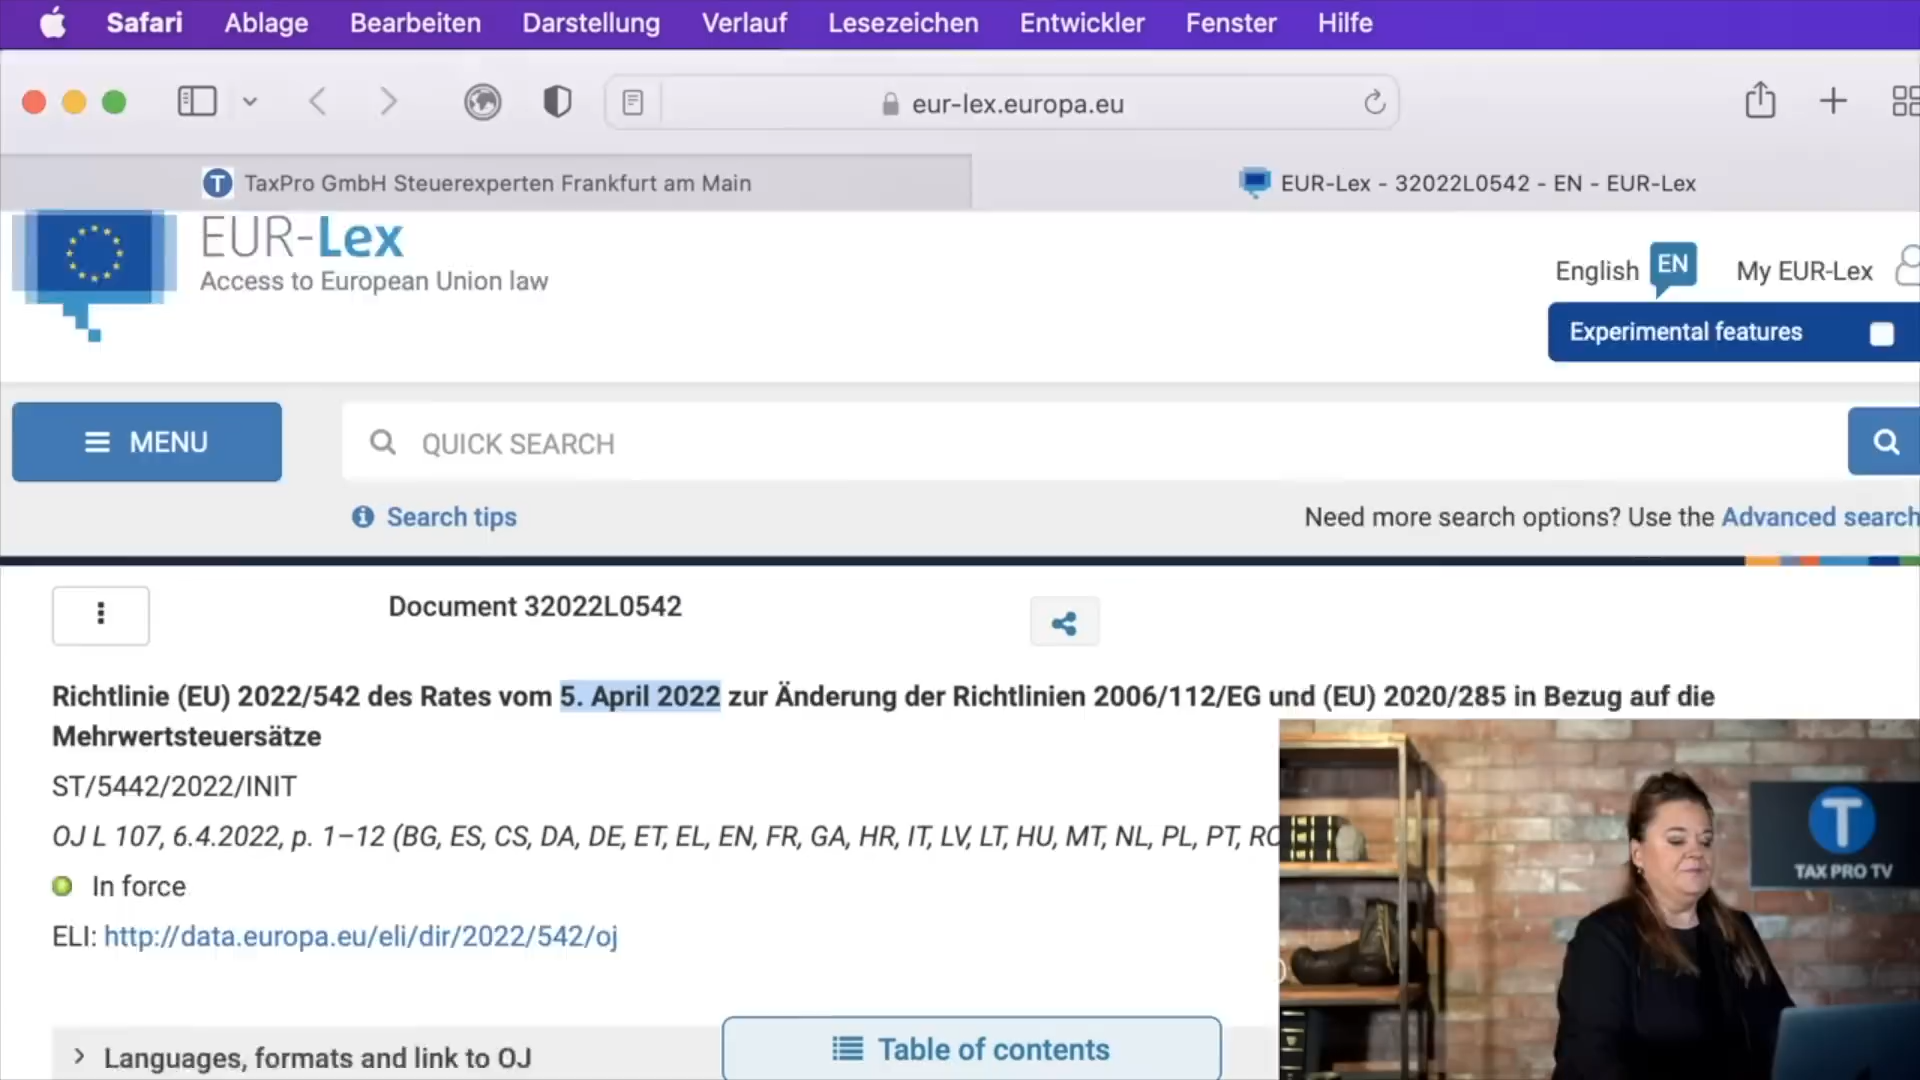 Safari Ablage Bearbeiten Darstellung Verlauf Lesezeichen Entwickler Fenster Hilfe
eur-lex.europa.eu
TaxPro GmbH Steuerexperten Frankfurt am Main
EUR-Lex - 32022L0542 - EN - EUR-Lex
EUR-Lex
Access to European Union law
English EN My EUR-Lex
Experimental features
MENU
QUICK SEARCH
Search tips
Need more search options? Use the Advanced search
Document 32022L0542
Richtlinie (EU) 2022/542 des Rates vom 5. April 2022 zur Änderung der Richtlinien 2006/112/EG und (EU) 2020/285 in Bezug auf die
Mehrwertsteuersätze
ST/5442/2022/INIT
OJ L 107, 6.4.2022, p. 1–12 (BG, ES, CS, DA, DE, ET, EL, EN, FR, GA, HR, IT, LV, LT, HU, MT, NL, PL, PT, RO
In force
ELI: http://data.europa.eu/eli/dir/2022/542/oj
T
TAX PRO TV
Languages, formats and link to OJ
Table of contents